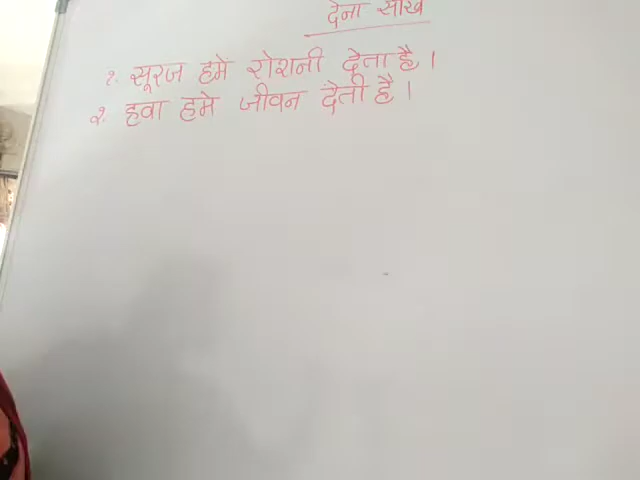 देना सीख
१. सूरज हमे रोशनी देता है।
२. हवा हमे जीवन देती है।